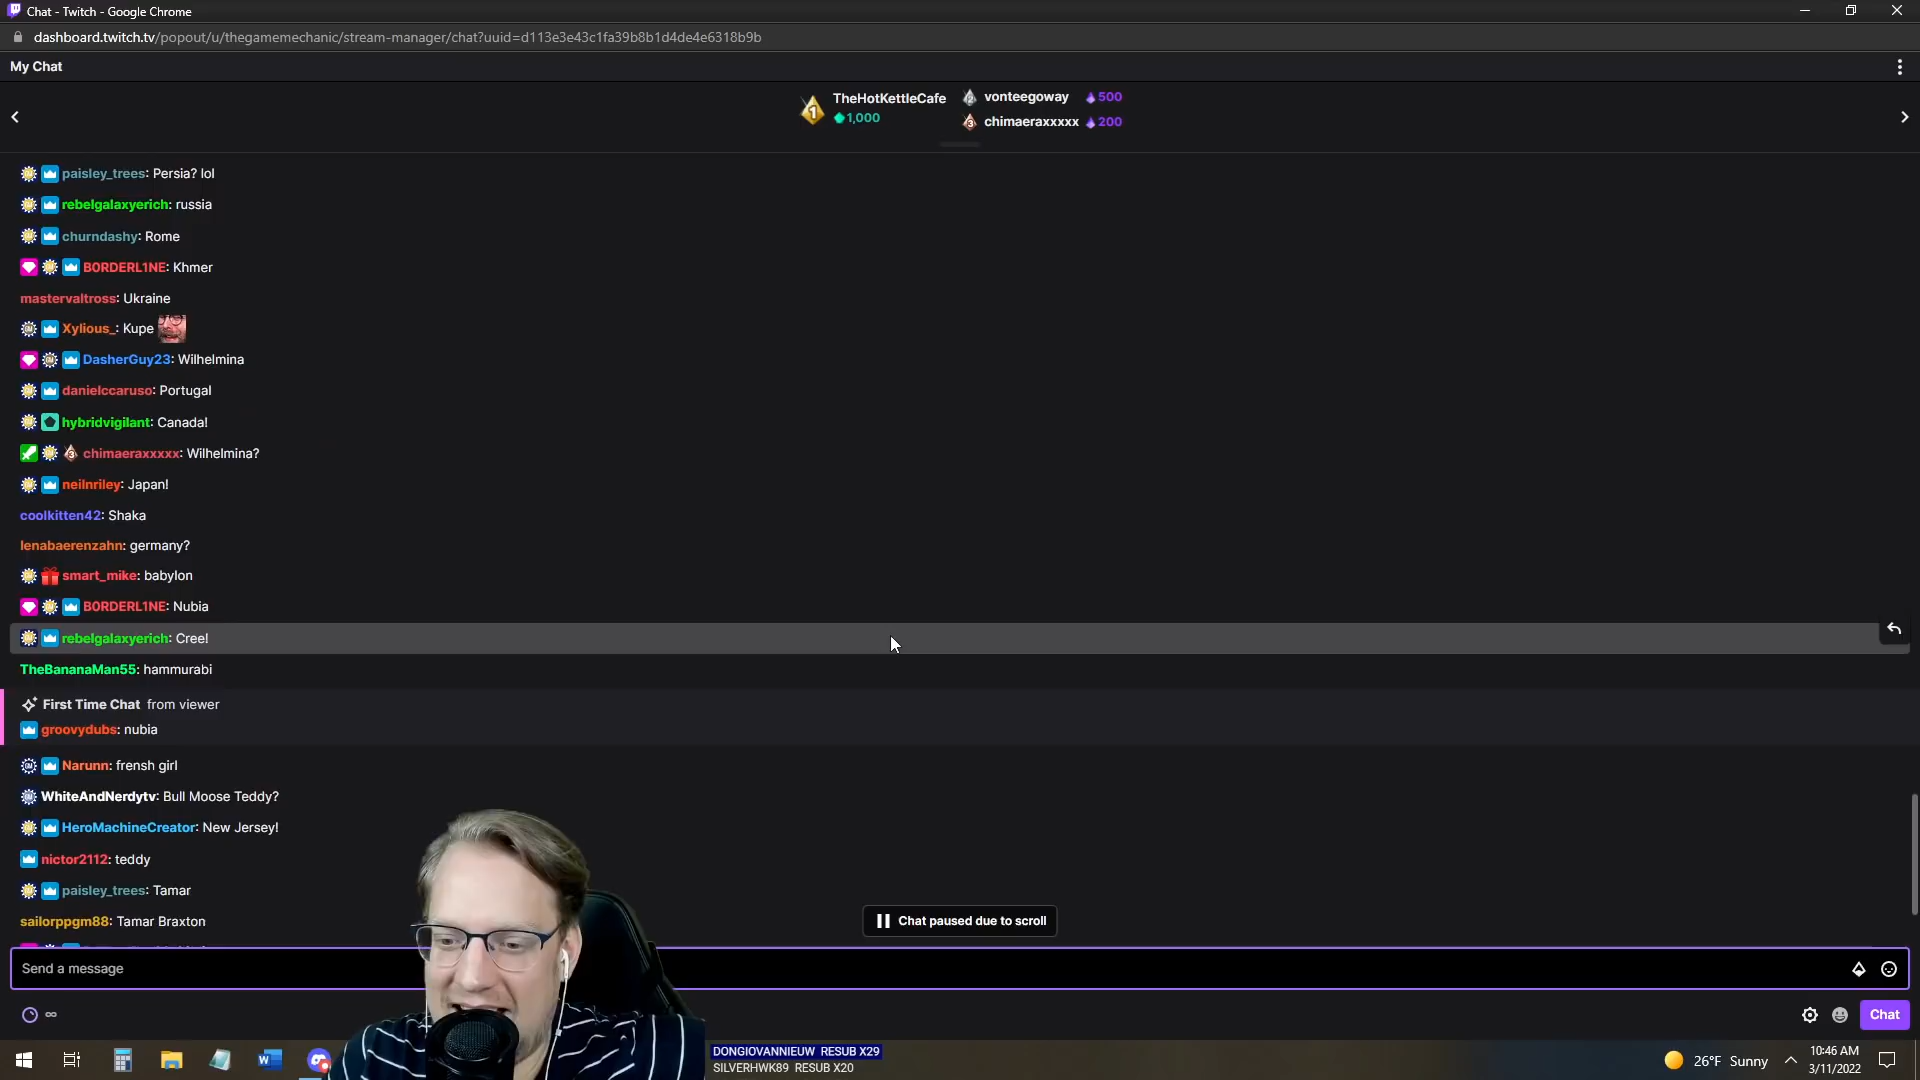 Chat - Twitch - Google Chrome
dashboard.twitch.tv/popout/u/thegamemechanic/stream-manager/chat?uuid=d113e3e43c1fa39b8b1d4de4e6318b9b
My Chat
1 TheHotKettleCafe 1,000
2 vonteegoway 500
3 chimaeraxxxxx 200
paisley_trees: Persia? lol
rebelgalaxyerich: russia
churndashy: Rome
B0RDERL1NE: Khmer
mastervaltross: Ukraine
Xylious_: Kupe
DasherGuy23: Wilhelmina
danielccaruso: Portugal
hybridvigilant: Canada!
chimaeraxxxxx: Wilhelmina?
neilnriley: Japan!
coolkitten42: Shaka
lenabaerenzahn: germany?
smart_mike: babylon
B0RDERL1NE: Nubia
rebelgalaxyerich: Cree!
TheBananaMan55: hammurabi
First Time Chat from viewer
groovydubs: nubia
Narunn: frensh girl
WhiteAndNerdytv: Bull Moose Teddy?
HeroMachineCreator: New Jersey!
nictor2112: teddy
paisley_trees: Tamar
sailorppgm88: Tamar Braxton
Chat paused due to scroll
Send a message
Chat
DONGIOVANNIEUW RESUB X29
SILVERHWK89 RESUB X20
26°F Sunny
10:46 AM
3/11/2022